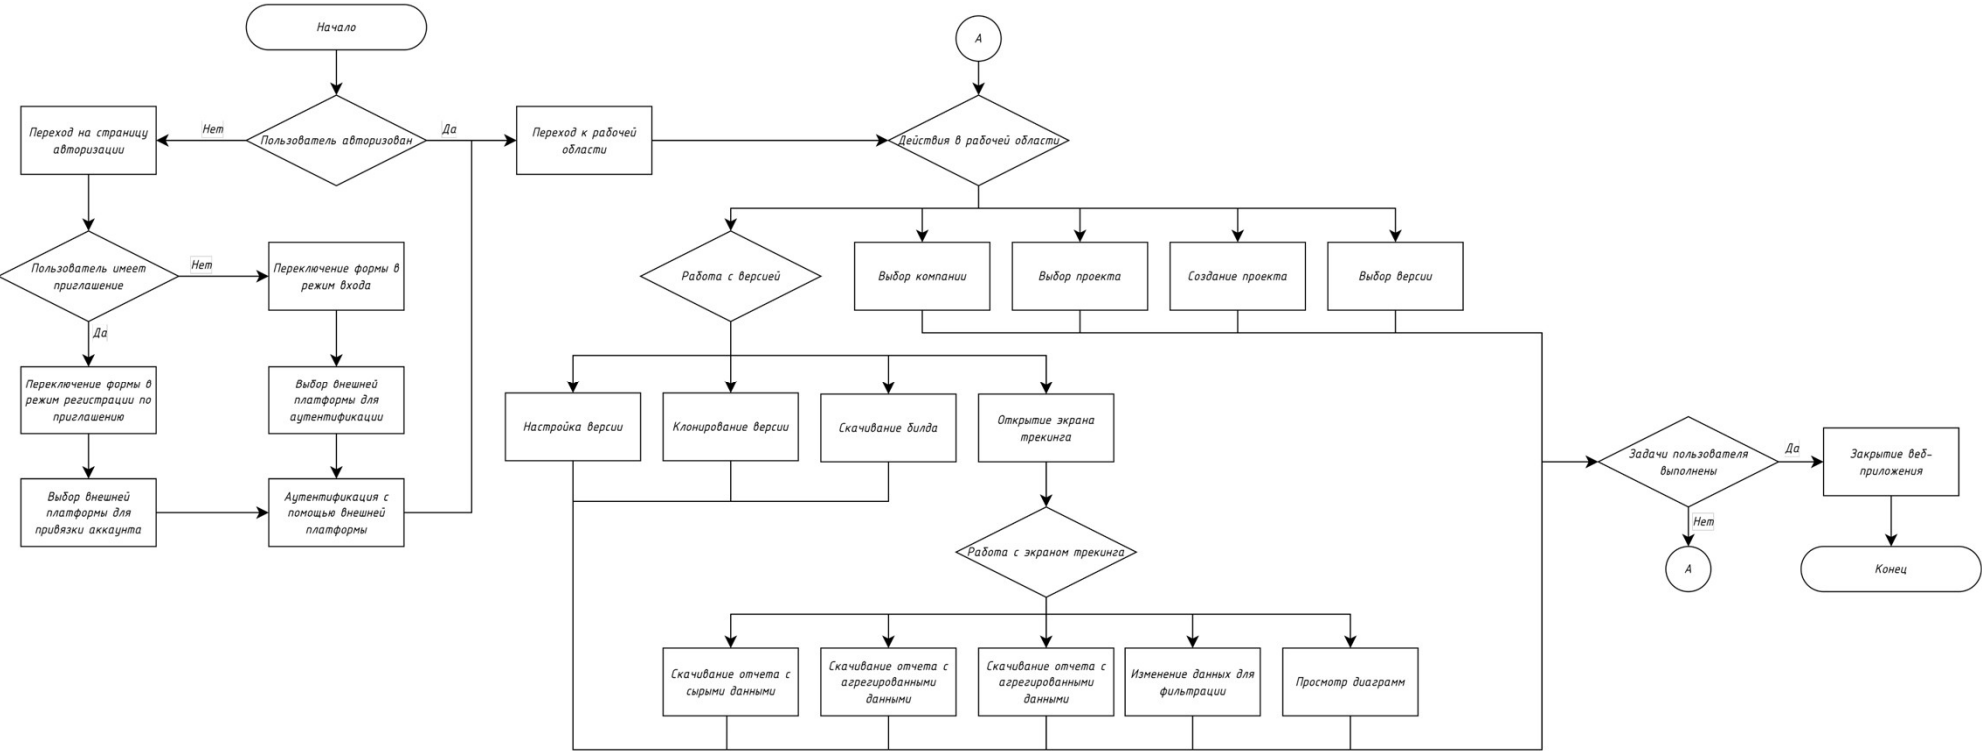 Начало
А
Переход на страницу
авторизации
Нет
Пользователь авторизован
Да
Переход к рабочей
области
Действия в рабочей области
Пользователь имеет
приглашение
Нет
Переключение формы в
режим входа
Работа с версией
Выбор компании
Выбор проекта
Создание проекта
Выбор версии
Да
Переключение формы в
режим регистрации по
приглашению
Выбор внешней
платформы для
аутентификации
Настройка версии
Клонирование версии
Скачивание билда
Открытие экрана
трекинга
Задачи пользователя
выполнены
Да
Закрытие веб-
приложения
Выбор внешней
платформы для
привязки аккаунта
Аутентификация с
помощью внешней
платформы
Нет
Работа с экраном трекинга
А
Конец
Скачивание отчета с
сырыми данными
Скачивание отчета с
агрегированными
данными
Скачивание отчета с
агрегированными
данными
Изменение данных для
фильтрации
Просмотр диаграмм